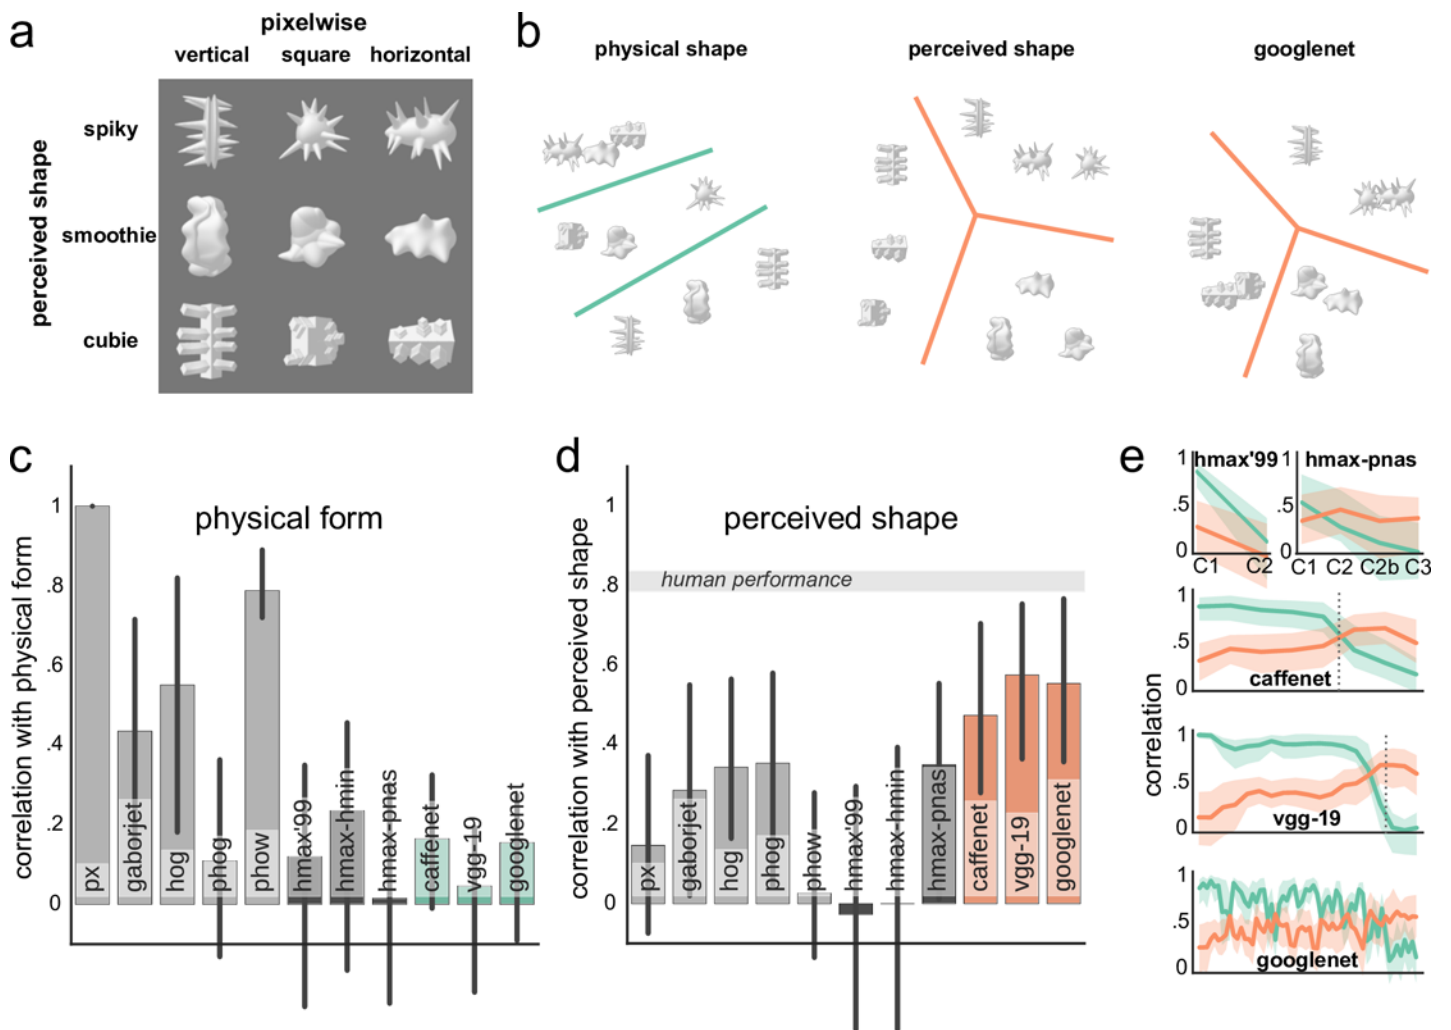 a
pixelwise
vertical square horizontal
perceived shape
spiky
smoothie
cubie
b
physical shape
perceived shape
googlenet
c
correlation with physical form
physical form
1
.8
.6
.4
.2
0
px
gaborjet
hog
phog
phow
hmax'99
hmax-hmin
hmax-pnas
caffenet
vgg-19
googlenet
d
correlation with perceived shape
perceived shape
human performance
1
.8
.6
.4
.2
0
px
gaborjet
hog
phog
phow
hmax'99
hmax-hmin
hmax-pnas
caffenet
vgg-19
googlenet
e
correlation
hmax'99
1
.5
0
C1 C2
hmax-pnas
1
.5
0
C1 C2 C2b C3
1
.5
0
caffenet
1
.5
0
vgg-19
1
.5
0
googlenet